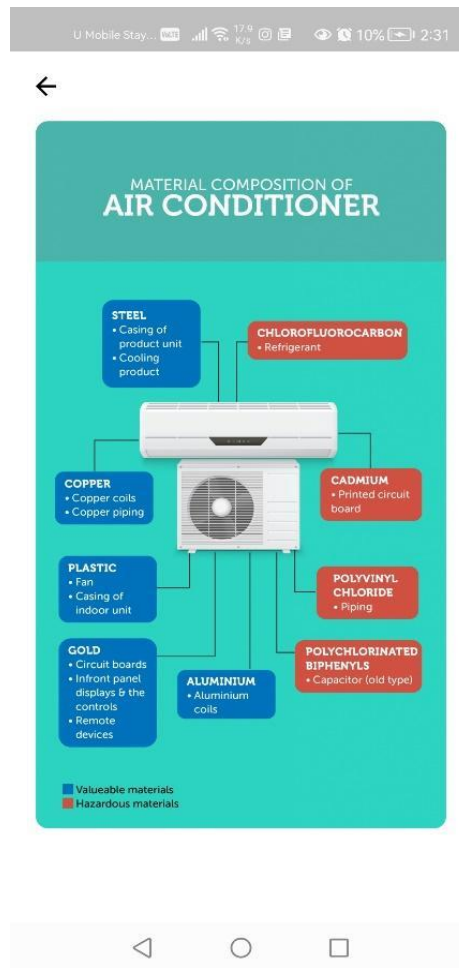 U Mobile Stay... VoLTE 17.9 K/s 10% 2:31
MATERIAL COMPOSITION OF
AIR CONDITIONER
STEEL
• Casing of
product unit
• Cooling
product
CHLOROFLUOROCARBON
• Refrigerant
COPPER
• Copper coils
• Copper piping
CADMIUM
• Printed circuit
board
PLASTIC
• Fan
• Casing of
indoor unit
POLYVINYL
CHLORIDE
• Piping
GOLD
• Circuit boards
• Infront panel
displays & the
controls
• Remote
devices
ALUMINIUM
• Aluminium
coils
POLYCHLORINATED
BIPHENYLS
• Capacitor (old type)
Valueable materials
Hazardous materials